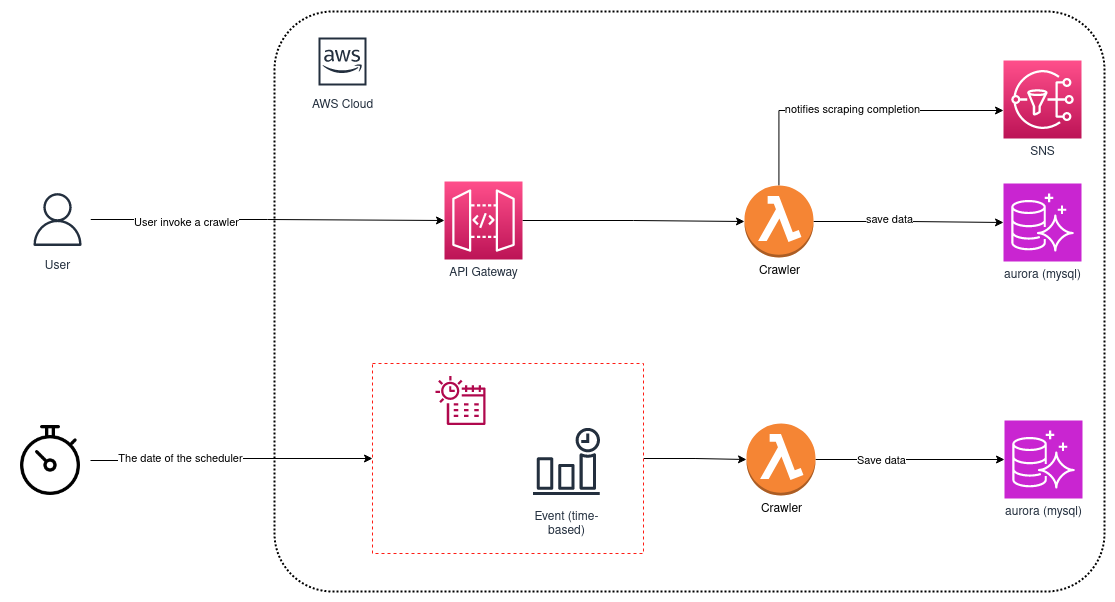 aws
AWS Cloud
notifies scraping completion
SNS
User invoke a crawler
save data
User
API Gateway
Crawler
aurora (mysql)
The date of the scheduler
Save data
Event (time-
based)
Crawler
aurora (mysql)